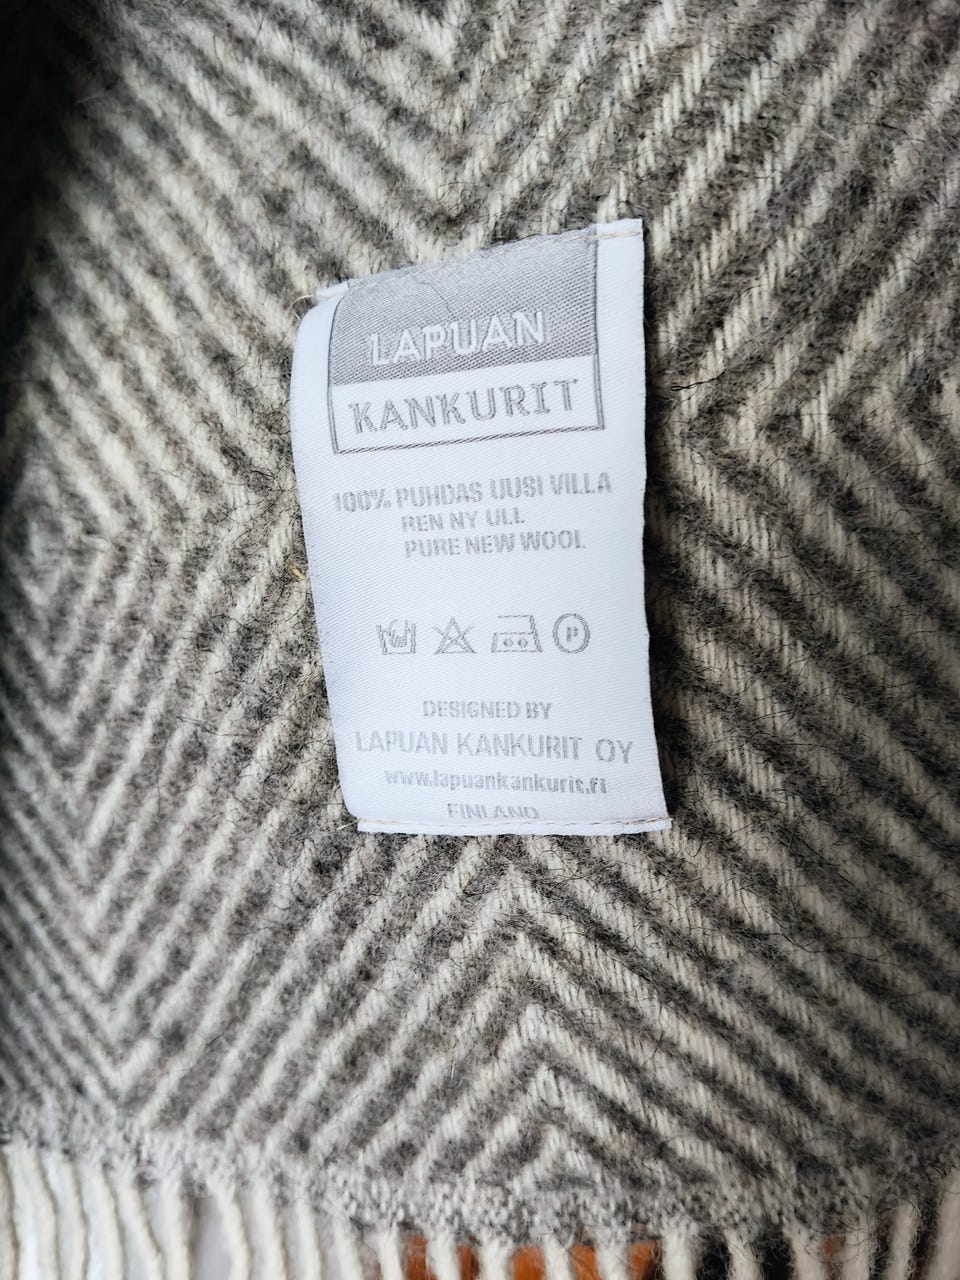 LAPUAN
KANKURIT
100% PUHDAS UUSI VILLA
REN NY ULL
PURE NEW WOOL
P
DESIGNED BY
LAPUAN KANKURIT OY
www.lapuankankurit.fi
FINLAND